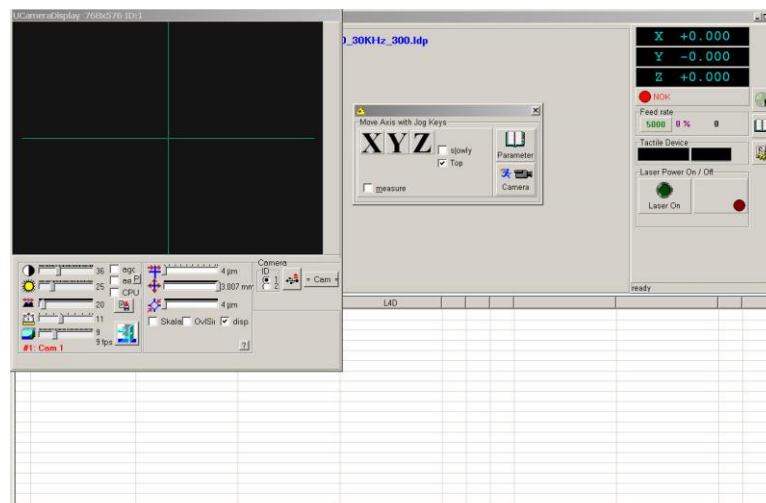 UCameraDisplay 768x576 ID:1
0_30KHz_300.ldp
X +0.000
Y -0.000
Z +0.000
NOK
Feed rate
5000 0 % 0
Tactile Device
Laser Power On / Off
Laser On
ready
Move Axis with Jog Keys
X Y Z
slowly
Top
measure
Parameter
Camera
36 agc
25 aa P
CPU
20
11
9
9 fps
#1: Cam 1
4 µm
3.807 mm
4 µm
Skala OvlSi disp
?
Camera
ID
1
2
+ Cam +
L4D